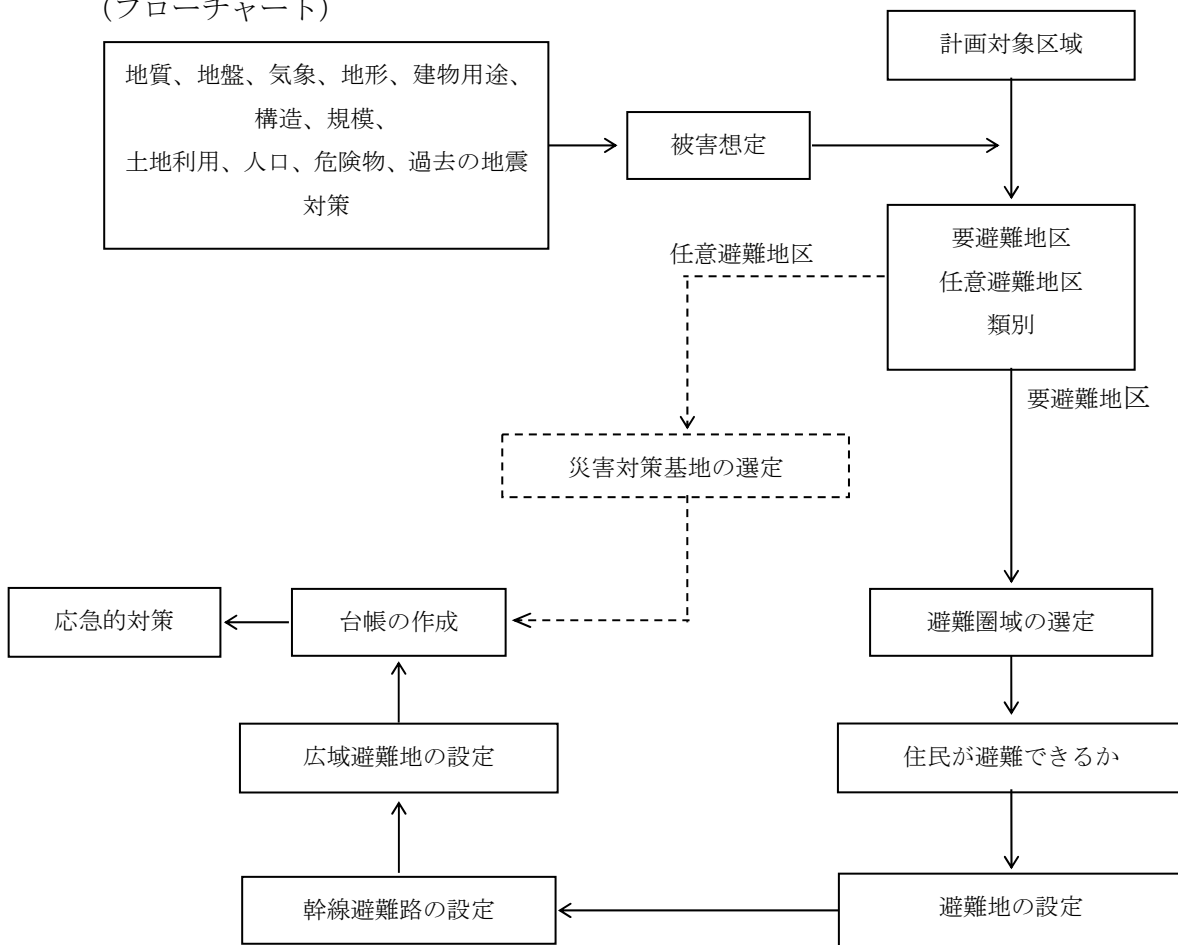 (フローチャート)
計画対象区域
地質、地盤、気象、地形、建物用途、
構造、規模、
土地利用、人口、危険物、過去の地震
対策
被害想定
要避難地区
任意避難地区
類別
任意避難地区
要避難地区
災害対策基地の選定
応急的対策
台帳の作成
避難圏域の選定
広域避難地の設定
住民が避難できるか
幹線避難路の設定
避難地の設定